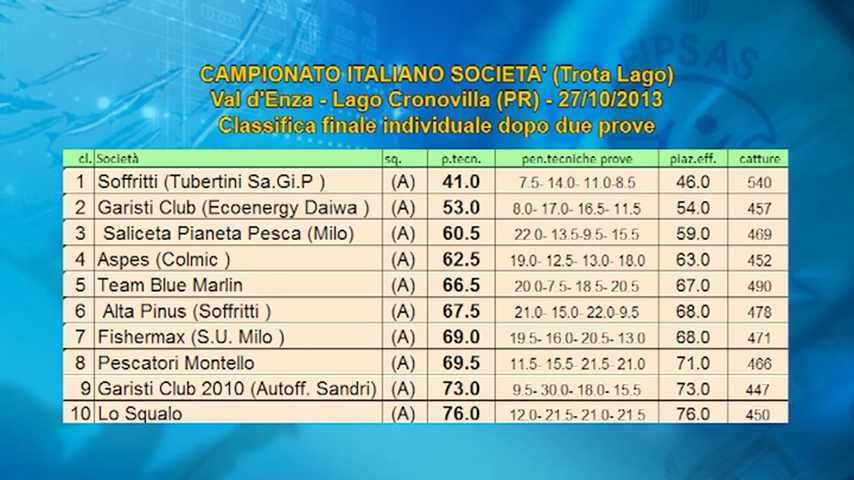 FIPSAS
CAMPIONATO ITALIANO SOCIETA' (Trota Lago)
Val d'Enza - Lago Cronovilla (PR) - 27/10/2013
Classifica finale individuale dopo due prove
cl. Società sq. p.tecn. pen.tecniche prove piaz.eff. catture
1 Soffritti (Tubertini Sa.Gi.P ) (A) 41.0 7.5- 14.0- 11.0-8.5 46.0 540
2 Garisti Club (Ecoenergy Daiwa ) (A) 53.0 8.0- 17.0- 16.5- 11.5 54.0 457
3 Saliceta Pianeta Pesca (Milo) (A) 60.5 22.0- 13.5-9.5- 15.5 59.0 469
4 Aspes (Colmic ) (A) 62.5 19.0- 12.5- 13.0- 18.0 63.0 452
5 Team Blue Marlin (A) 66.5 20.0-7.5- 18.5- 20.5 67.0 490
6 Alta Pinus (Soffritti ) (A) 67.5 21.0- 15.0- 22.0-9.5 68.0 478
7 Fishermax (S.U. Milo ) (A) 69.0 19.5- 16.0- 20.5- 13.0 68.0 471
8 Pescatori Montello (A) 69.5 11.5- 15.5- 21.5- 21.0 71.0 466
9 Garisti Club 2010 (Autoff. Sandri) (A) 73.0 9.5- 30.0- 18.0- 15.5 73.0 447
10 Lo Squalo (A) 76.0 12.0- 21.5- 21.0- 21.5 76.0 450